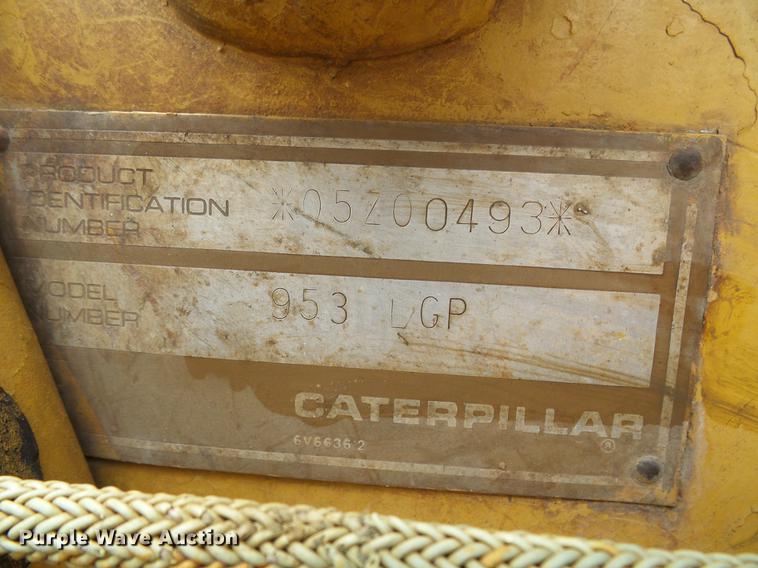 PRODUCT
IDENTIFICATION
NUMBER
*05Z00493*
MODEL
NUMBER
953 LGP
CATERPILLAR®
6V6636 2
Purple Wave Auction